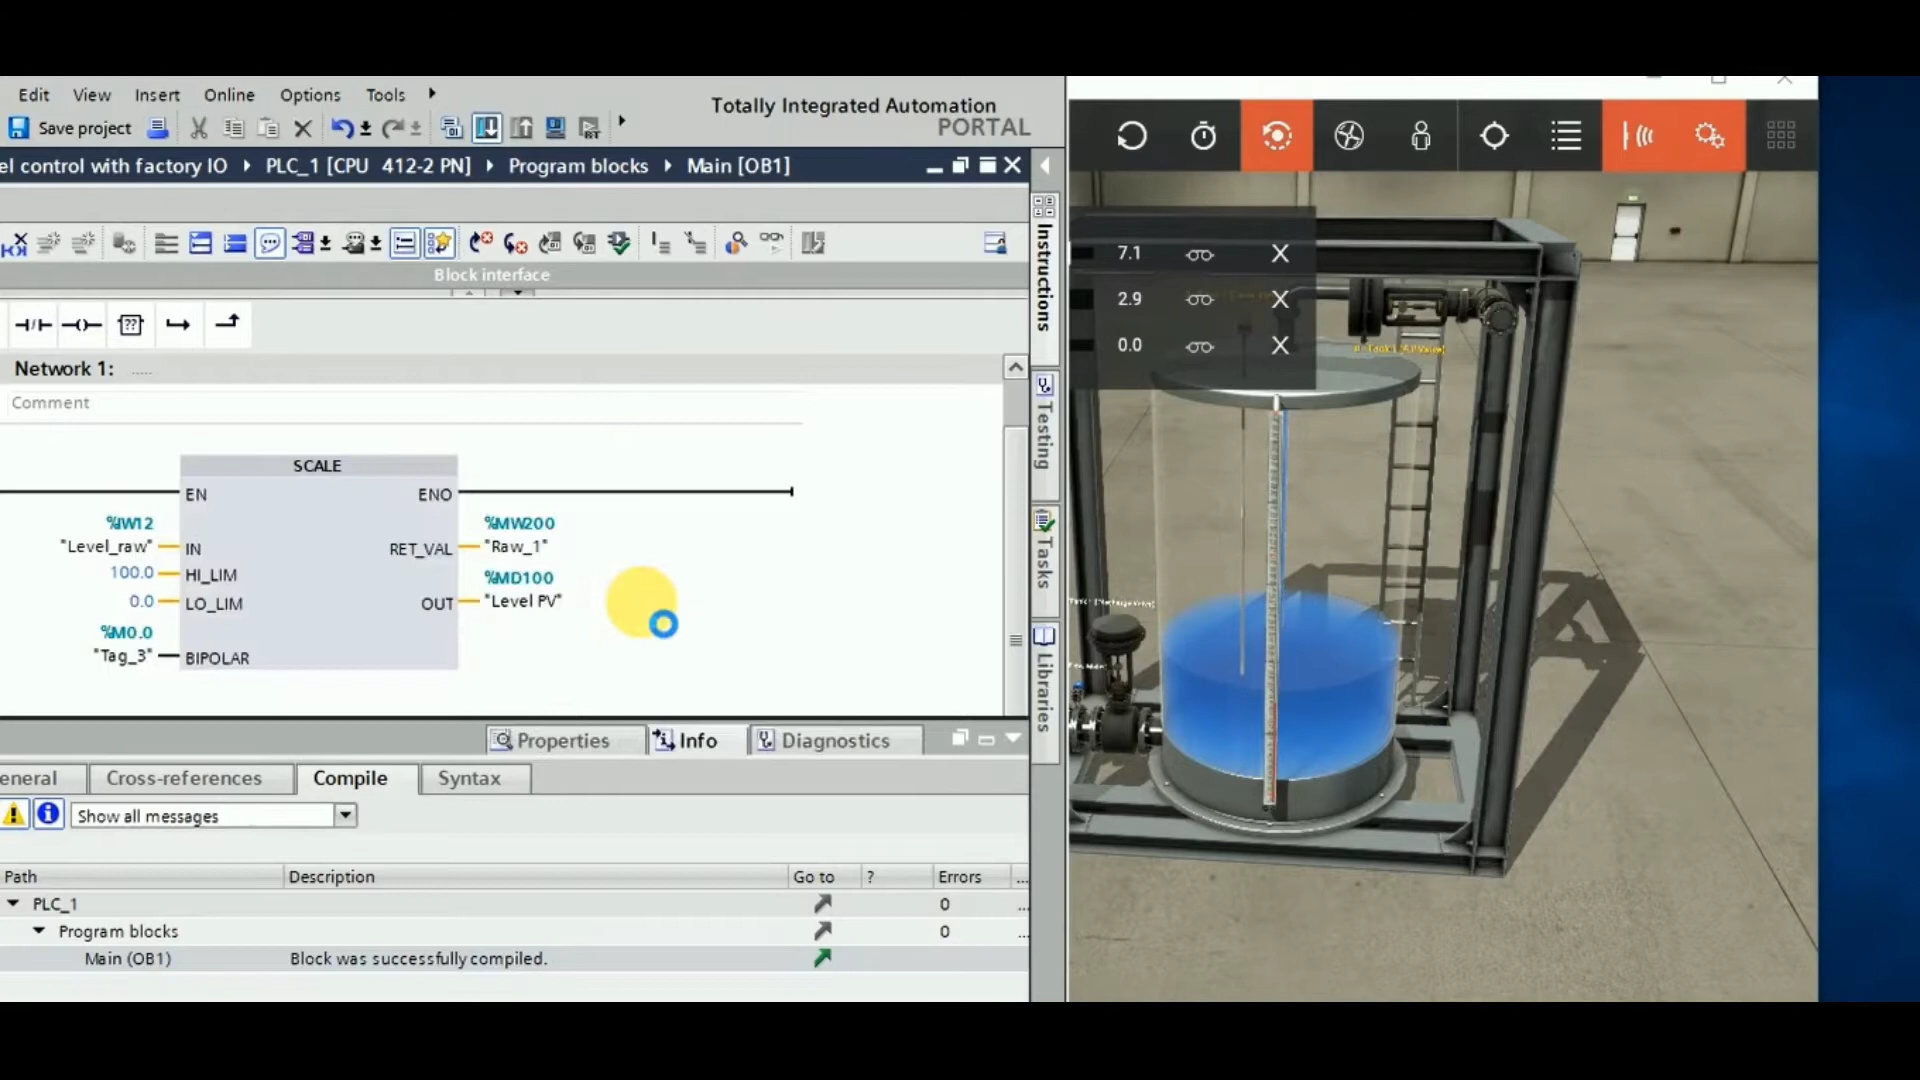 Edit View Insert Online Options Tools
Totally Integrated Automation
PORTAL
Save project
el control with factory IO PLC_1 [CPU 412-2 PN] Program blocks Main [OB1]
Block interface
??
Network 1: .....
Comment
SCALE
EN ENO
%IW12
"Level_raw" IN
100.0 HI_LIM
0.0 LO_LIM
%M0.0
"Tag_3" BIPOLAR
%MW200
RET_VAL "Raw_1"
%MD100
OUT "Level PV"
Instructions
Testing
Tasks
Libraries
Properties Info Diagnostics
eneral Cross-references Compile Syntax
Show all messages
Path Description Go to ? Errors ...
PLC_1 0 ...
Program blocks 0 ...
Main (OB1) Block was successfully compiled.
7.1
2.9
0.0